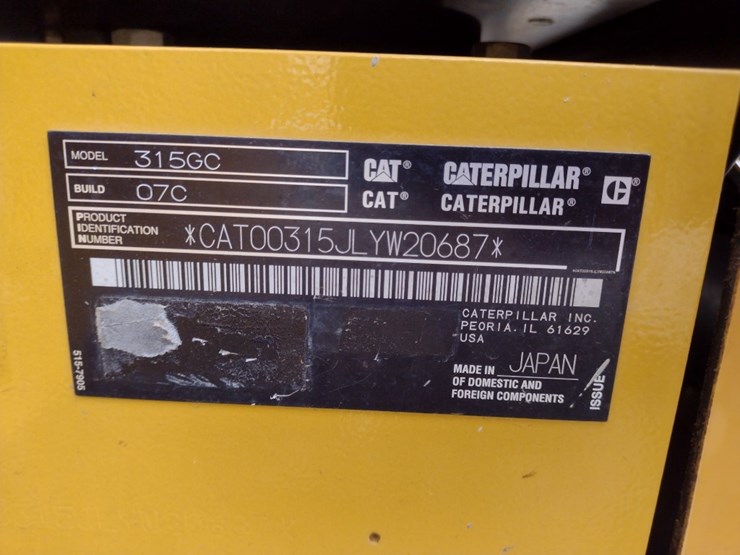 MODEL 315GC
BUILD 07C
CAT® CATERPILLAR®
CAT® CATERPILLAR®
C ®
PRODUCT
IDENTIFICATION
NUMBER
*CAT00315JLYW20687*
CATERPILLAR INC.
PEORIA. IL 61629
USA
MADE IN JAPAN
OF DOMESTIC AND
FOREIGN COMPONENTS
ISSUE
515-7905